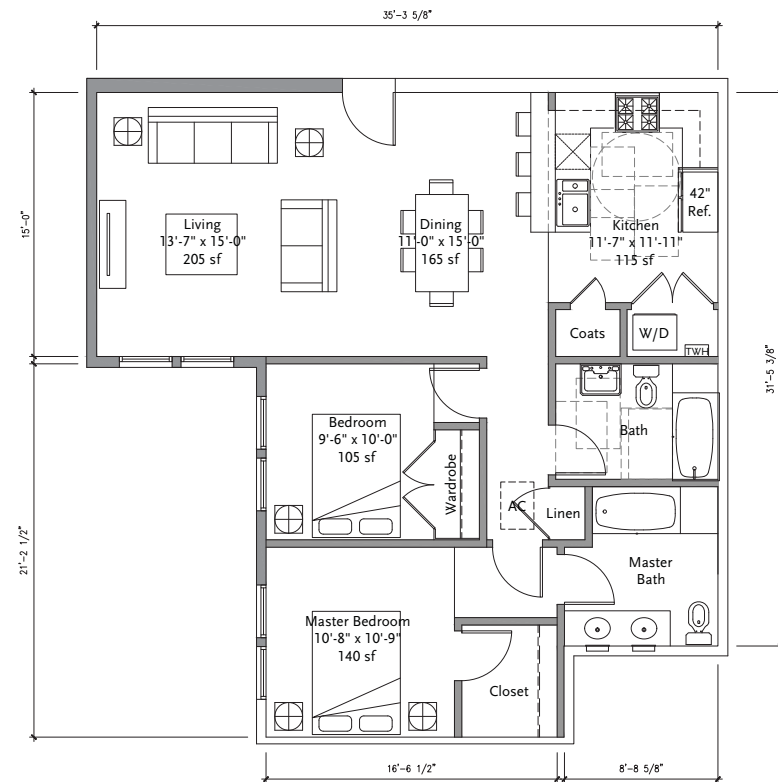 35'-3 5/8"
15'-0"
21'-2 1/2"
31'-5 3/8"
42"
Ref.
Living
13'-7" x 15'-0"
205 sf
Dining
11'-0" x 15'-0"
165 sf
Kitchen
11'-7" x 11'-11"
115 sf
Coats
W/D
TWH
Bedroom
9'-6" x 10'-0"
105 sf
Wardrobe
Bath
AC
Linen
Master
Bath
Master Bedroom
10'-8" x 10'-9"
140 sf
Closet
16'-6 1/2"
8'-8 5/8"